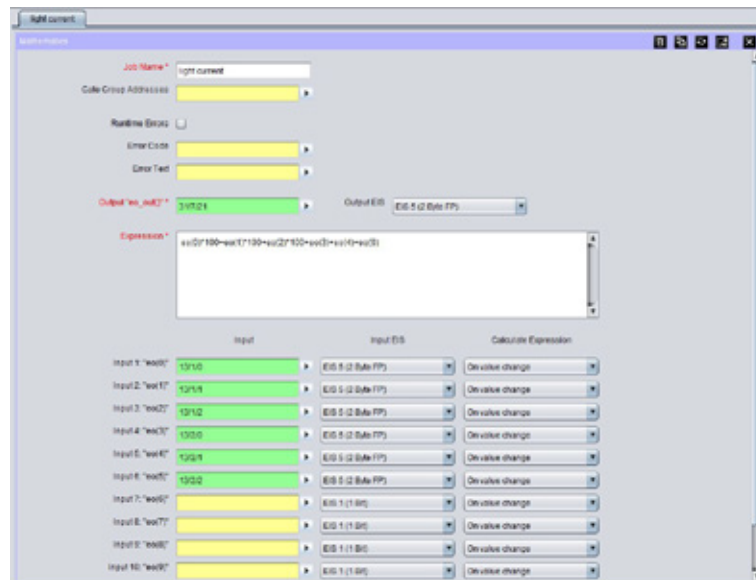 light current
Mathematics
Job Name * light current
Gate Group Addresses
Runtime Errors
Error Code
Error Text
Output "eo_out()" * 31/7/21 Output EIS EIS 5 (2 Byte FP)
Expression *
Input Input EIS Calculate Expression
Input 1: "eo(0)" 13/1/0 EIS 5 (2 Byte FP) On value change
Input 2: "eo(1)" 13/1/1 EIS 5 (2 Byte FP) On value change
Input 3: "eo(2)" 13/1/2 EIS 5 (2 Byte FP) On value change
Input 4: "eo(3)" 13/2/0 EIS 5 (2 Byte FP) On value change
Input 5: "eo(4)" 13/2/1 EIS 5 (2 Byte FP) On value change
Input 6: "eo(5)" 13/2/2 EIS 5 (2 Byte FP) On value change
Input 7: "eo(6)" EIS 1 (1 Bit) On value change
Input 8: "eo(7)" EIS 1 (1 Bit) On value change
Input 9: "eo(8)" EIS 1 (1 Bit) On value change
Input 10: "eo(9)" EIS 1 (1 Bit) On value change